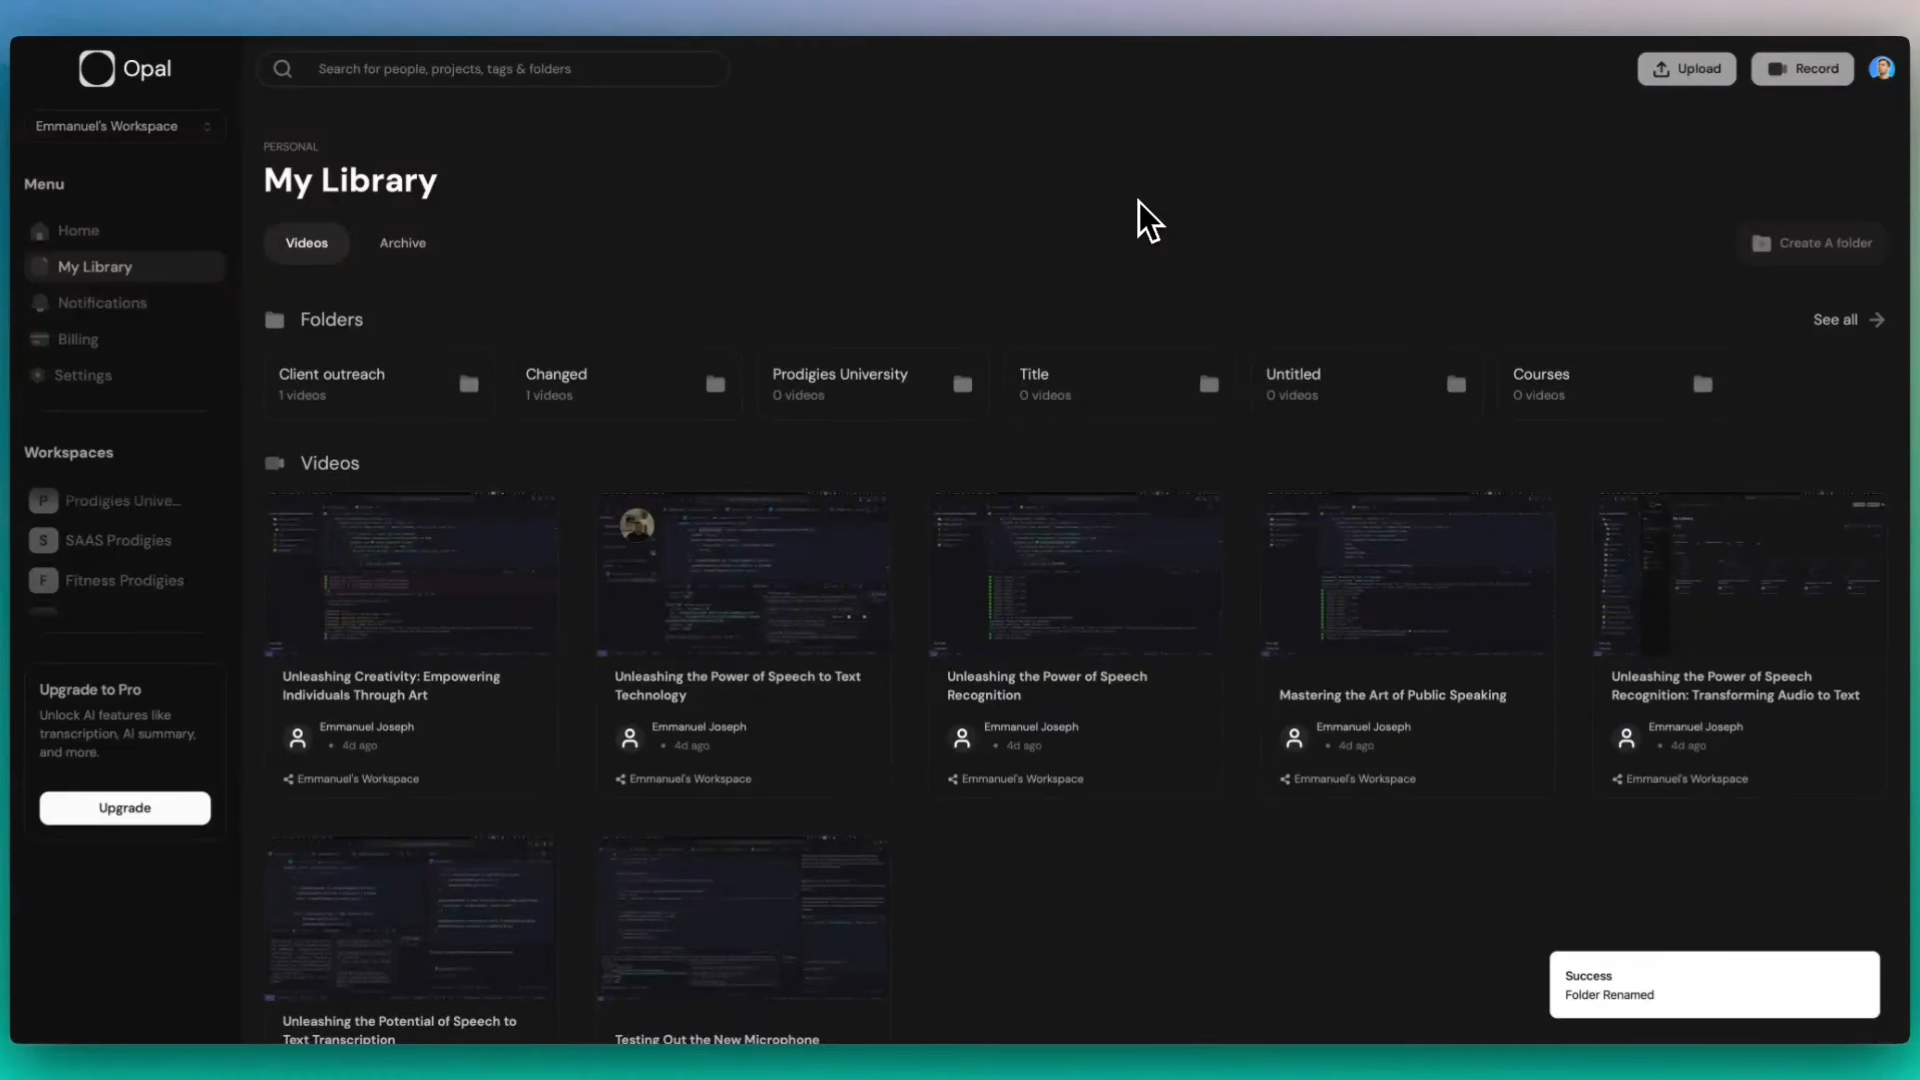 Opal
Search for people, projects, tags & folders
Upload
Record
Emmanuel's Workspace
Menu
Home
My Library
Notifications
Billing
Settings
Workspaces
P Prodigies Unive...
S SAAS Prodigies
F Fitness Prodigies
Upgrade to Pro
Unlock AI features like
transcription, AI summary,
and more.
Upgrade
PERSONAL
My Library
Videos
Archive
Create A folder
Folders
See all
Client outreach
1 videos
Changed
1 videos
Prodigies University
0 videos
Title
0 videos
Untitled
0 videos
Courses
0 videos
Videos
Unleashing Creativity: Empowering
Individuals Through Art
Emmanuel Joseph
• 4d ago
Emmanuel's Workspace
Unleashing the Power of Speech to Text
Technology
Emmanuel Joseph
• 4d ago
Emmanuel's Workspace
Unleashing the Power of Speech
Recognition
Emmanuel Joseph
• 4d ago
Emmanuel's Workspace
Mastering the Art of Public Speaking
Emmanuel Joseph
• 4d ago
Emmanuel's Workspace
Unleashing the Power of Speech
Recognition: Transforming Audio to Text
Emmanuel Joseph
• 4d ago
Emmanuel's Workspace
Unleashing the Potential of Speech to
Text Transcription
Testing Out the New Microphone
Success
Folder Renamed